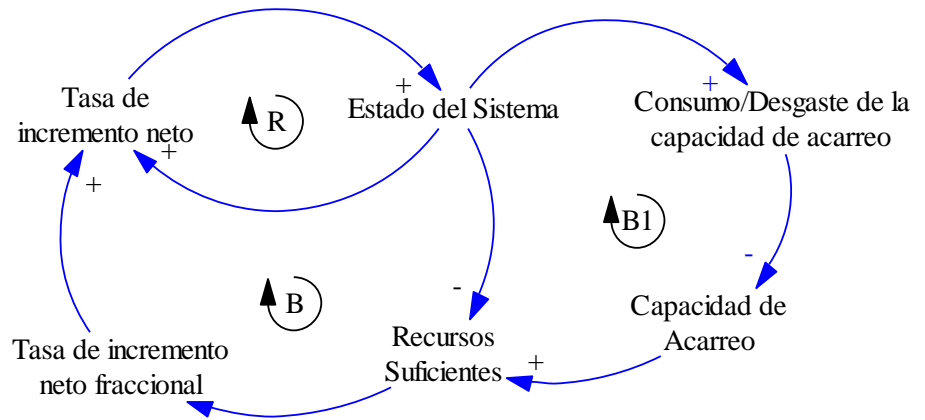 Tasa de
incremento neto
+
+
R
+
Estado del Sistema
+
Consumo/Desgaste de la
capacidad de acarreo
B1
-
Capacidad de
Acarreo
B
-
Recursos
Suficientes
+
Tasa de incremento
neto fraccional